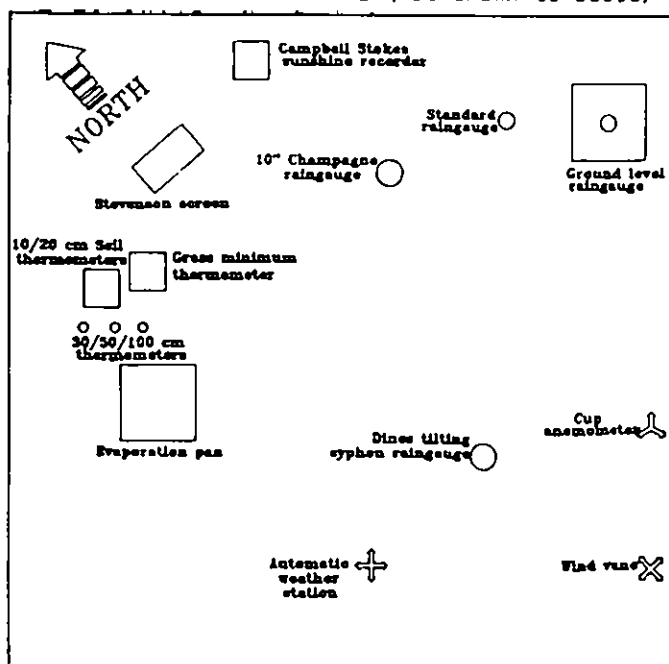 Campbell Stokes
sunshine recorder
NORTH
Standard
raingauge
10" Champagne
raingauge
Ground level
raingauge
Stevenson screen
10/20 cm Soil
thermometers
Grass minimum
thermometer
30/50/100 cm
thermometers
Evaporation pan
Cup
anemometer
Dines tilting
syphon raingauge
Automatic
weather
station
Wind vane